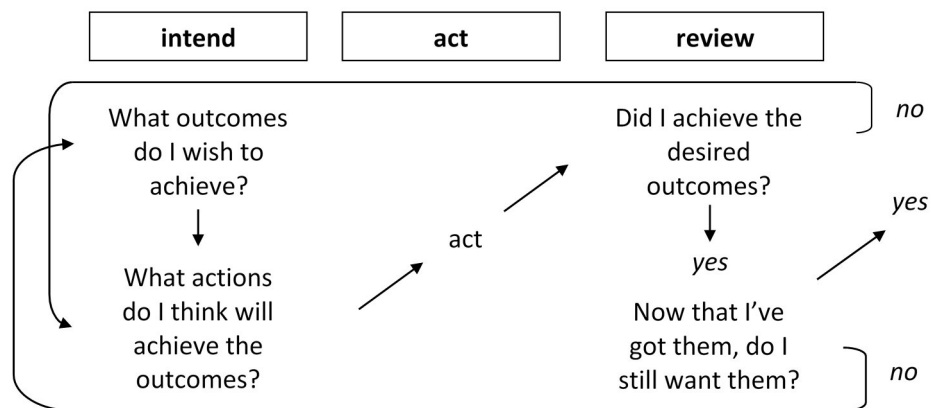 intend
act
review
What outcomes
do I wish to
achieve?
What actions
do I think will
achieve the
outcomes?
act
Did I achieve the
desired
outcomes?
no
yes
Now that I've
got them, do I
still want them?
yes
no